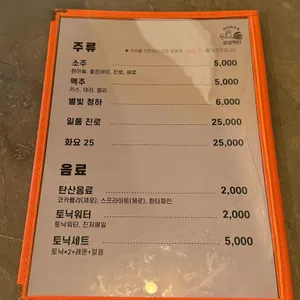 주류
소주 5,000
참이슬, 좋은데이, 진로, 새로
맥주 5,000
카스, 테라, 켈리
별빛 청하 6,000
일품 진로 25,000
화요 25 25,000
음료
탄산음료 2,000
코카콜라(제로), 스프라이트(제로), 환타파인
토닉워터 2,000
토닉워터, 진저에일
토닉세트 5,000
토닉*2+레몬+얼음